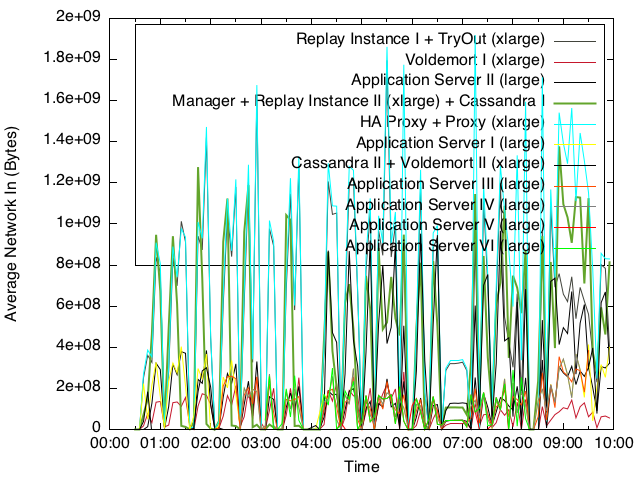 2e+09
1.8e+09
1.6e+09
1.4e+09
1.2e+09
1e+09
8e+08
6e+08
4e+08
2e+08
0
Average Network In (Bytes)
Replay Instance I + TryOut (xlarge)
Voldemort I (xlarge)
Application Server II (large)
Manager + Replay Instance II (xlarge) + Cassandra I
HA Proxy + Proxy (xlarge)
Application Server I (large)
Cassandra II + Voldemort II (xlarge)
Application Server III (large)
Application Server IV (large)
Application Server V (large)
Application Server VI (large)
00:00 01:00 02:00 03:00 04:00 05:00 06:00 07:00 08:00 09:00 10:00
Time